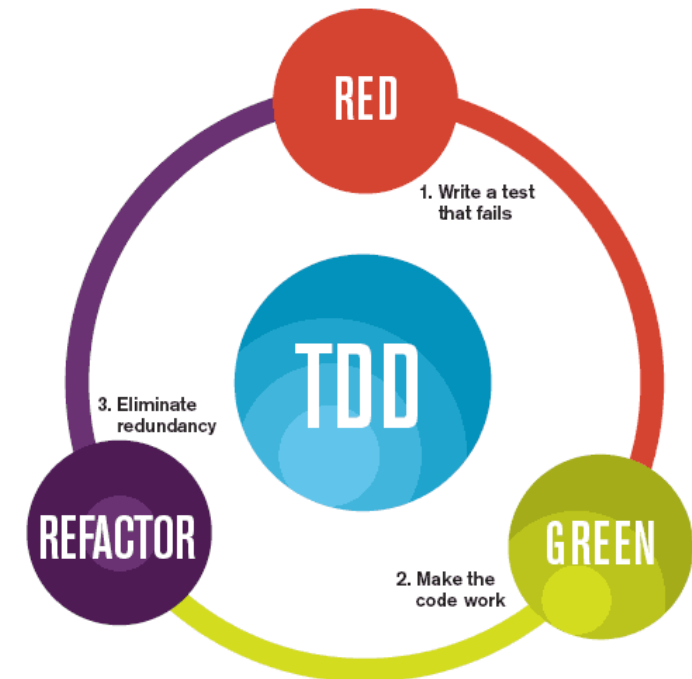 RED
1. Write a test
that fails
TDD
3. Eliminate
redundancy
REFACTOR
GREEN
2. Make the
code work